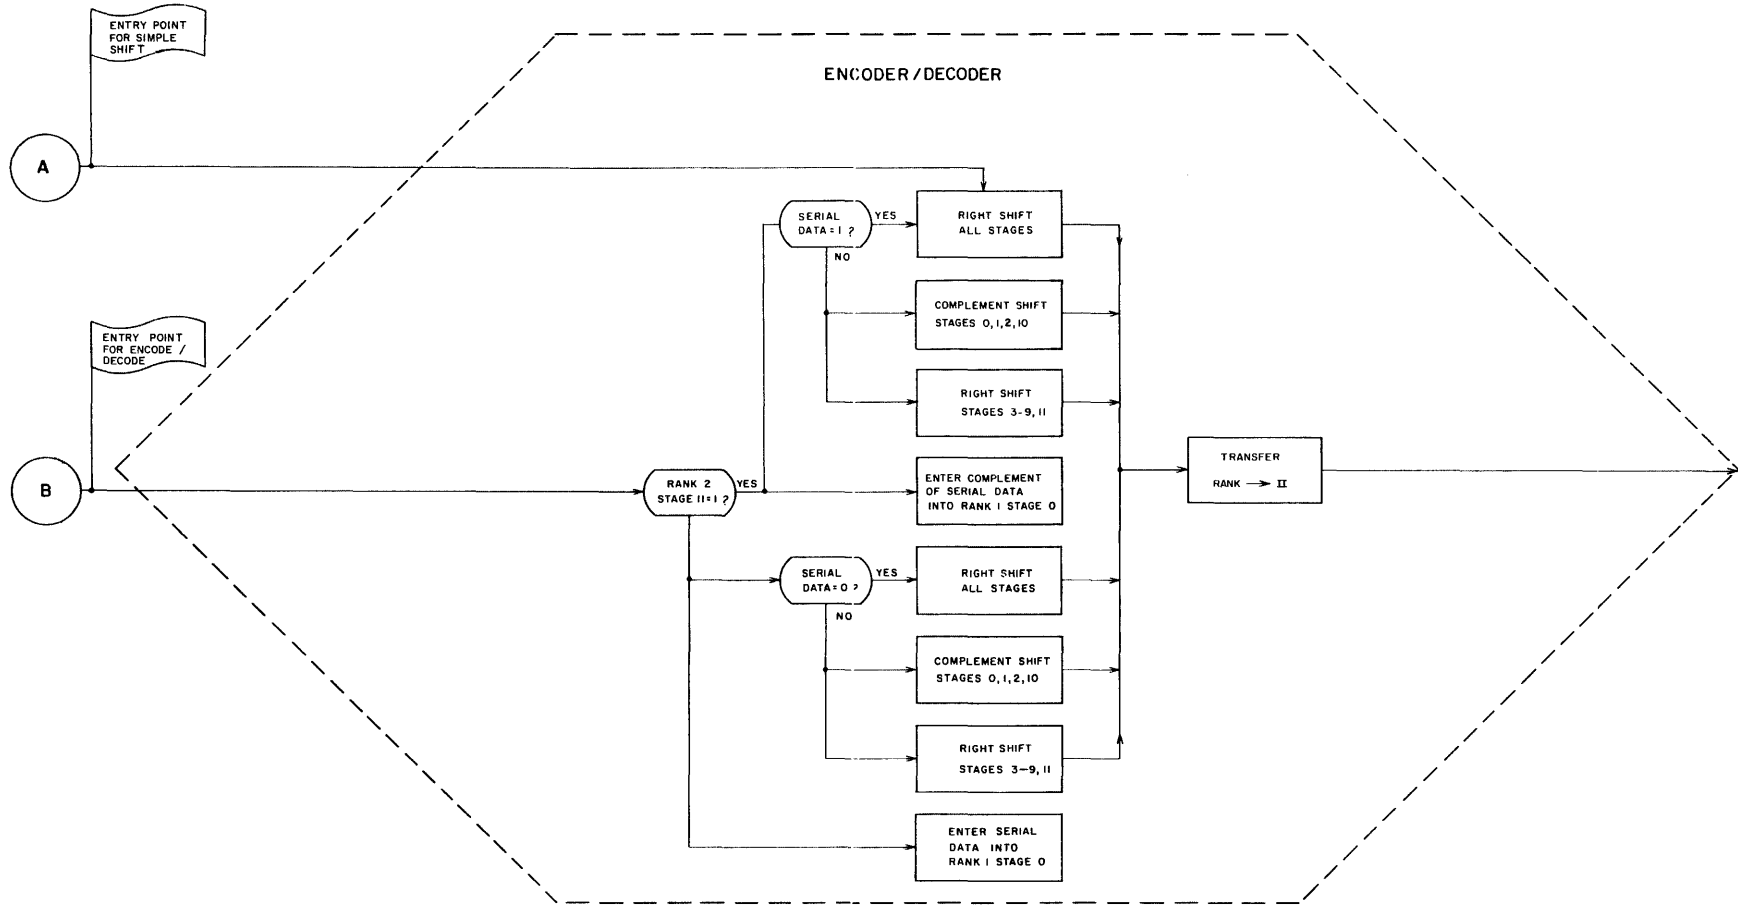 ENTRY POINT
FOR SIMPLE
SHIFT
ENCODER/DECODER
A
SERIAL
DATA=1?
YES
NO
RIGHT SHIFT
ALL STAGES
COMPLEMENT SHIFT
STAGES 0,1,2,10
ENTRY POINT
FOR ENCODE /
DECODE
RIGHT SHIFT
STAGES 3-9, 11
B
RANK 2
STAGE 11=1?
YES
ENTER COMPLEMENT
OF SERIAL DATA
INTO RANK 1 STAGE 0
TRANSFER
RANK → II
SERIAL
DATA=0?
YES
NO
RIGHT SHIFT
ALL STAGES
COMPLEMENT SHIFT
STAGES 0,1,2,10
RIGHT SHIFT
STAGES 3-9, 11
ENTER SERIAL
DATA INTO
RANK 1 STAGE 0